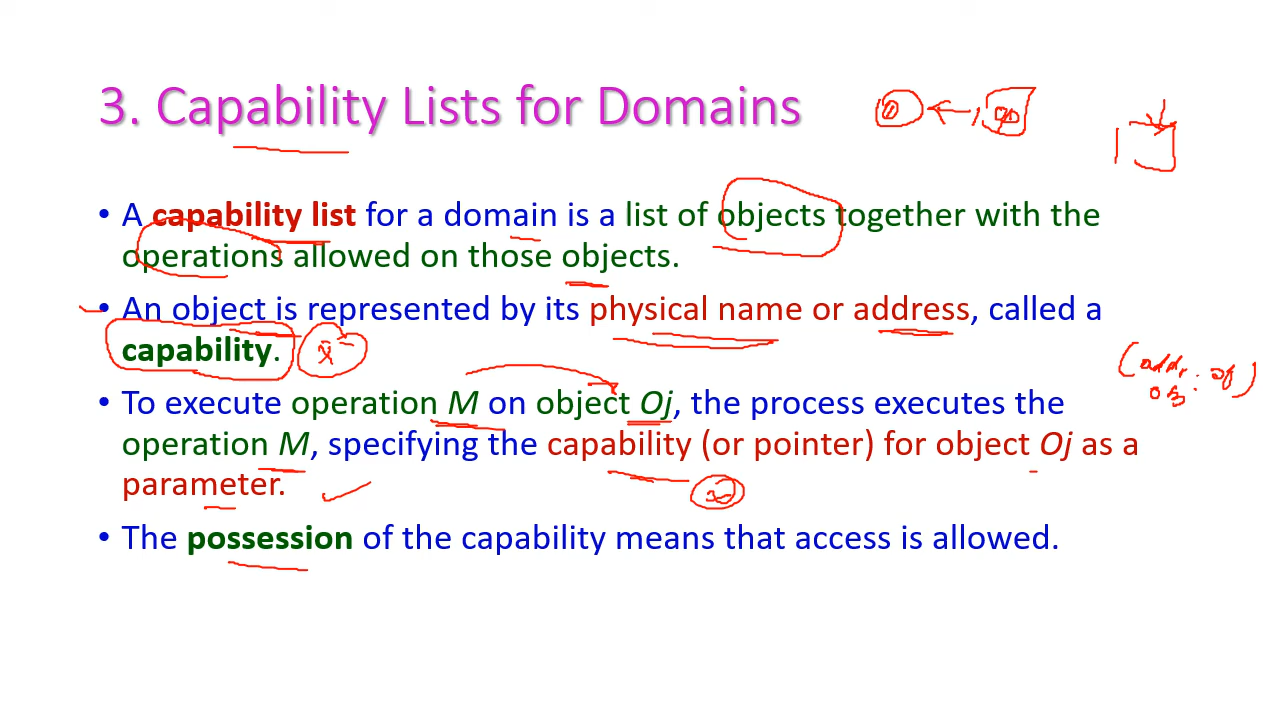 3. Capability Lists for Domains
• A capability list for a domain is a list of objects together with the
operations allowed on those objects.
• An object is represented by its physical name or address, called a
capability.
• To execute operation M on object Oj, the process executes the
operation M, specifying the capability (or pointer) for object Oj as a
parameter.
• The possession of the capability means that access is allowed.